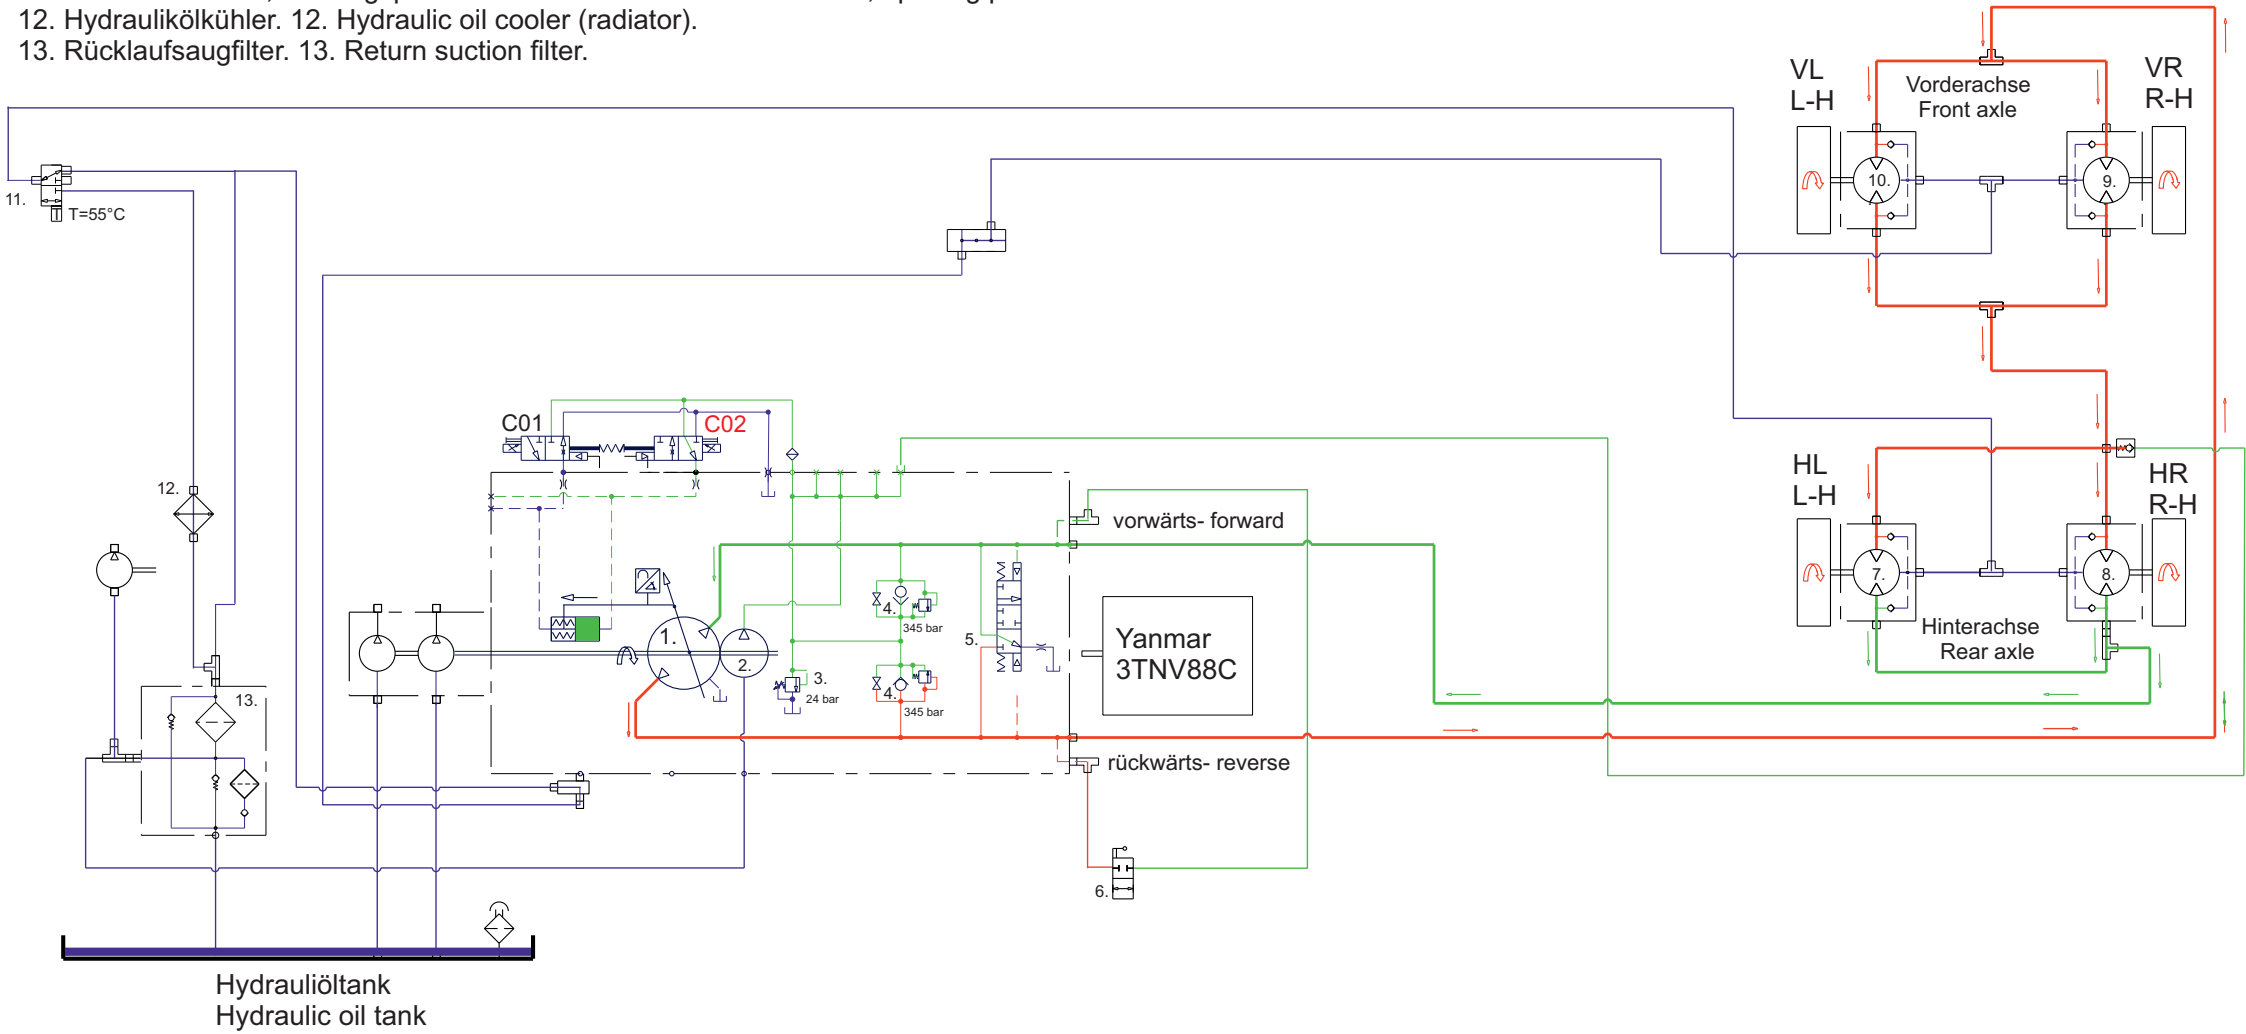 12. Hydraulikölkühler. 12. Hydraulic oil cooler (radiator).
13. Rücklaufsaugfilter. 13. Return suction filter.
VL
L-H
Vorderachse
Front axle
VR
R-H
10.
9.
11.
T
T=55°C
C01
C02
12.
vorwärts- forward
HL
L-H
HR
R-H
7.
8.
Hinterachse
Rear axle
1.
2.
3.
24 bar
4.
345 bar
4.
345 bar
5.
Yanmar
3TNV88C
13.
rückwärts- reverse
6.
Hydrauliöltank
Hydraulic oil tank